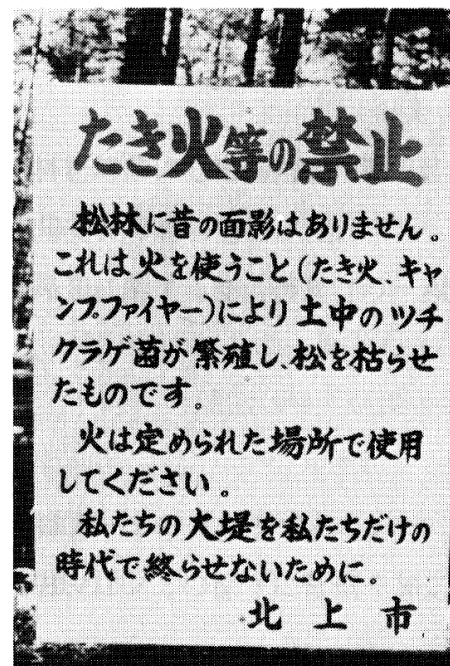 たき火等の禁止
松林に昔の面影はありません。
これは火を使うこと(たき火、キャ
ンプファイヤー)により土中のツチ
クラゲ菌が繁殖し、松を枯らせ
たものです。
火は定められた場所で使用
してください。
私たちの大堤を私たちだけの
時代で終らせないために。
北上市